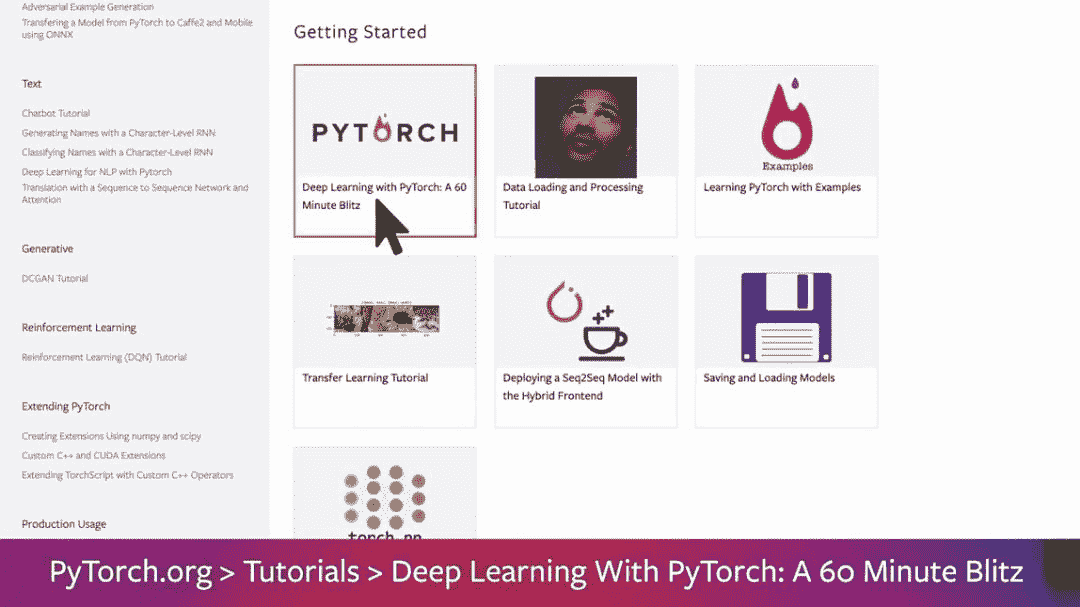 Adversarial Example Generation
Transfering a Model from PyTorch to Caffe2 and Mobile
using ONNX
Text
Chatbot Tutorial
Generating Names with a Character-Level RNN
Classifying Names with a Character-Level RNN
Deep Learning for NLP with Pytorch
Translation with a Sequence to Sequence Network and
Attention
Generative
DCGAN Tutorial
Reinforcement Learning
Reinforcement Learning (DQN) Tutorial
Extending PyTorch
Creating Extensions Using numpy and scipy
Custom C++ and CUDA Extensions
Extending TorchScript with Custom C++ Operators
Production Usage
Getting Started
PYTORCH
Deep Learning with PyTorch: A 60
Minute Blitz
Data Loading and Processing
Tutorial
Examples
Learning PyTorch with Examples
Transfer Learning Tutorial
++
Deploying a Seq2Seq Model with
the Hybrid Frontend
Saving and Loading Models
torch.nn
PyTorch.org > Tutorials > Deep Learning With PyTorch: A 60 Minute Blitz